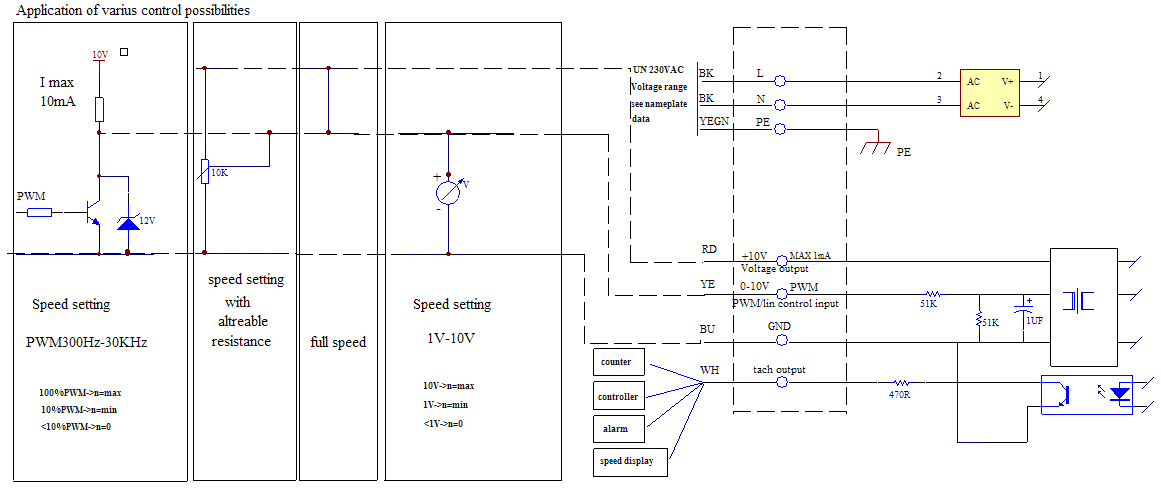 Application of varius control possibilities
10V
I max
10mA
PWM
12V
Speed setting
PWM300Hz-30KHz
100%PWM->n=max
10%PWM->n=min
<10%PWM->n=0
10K
speed setting
with
altreable
resistance
full speed
+
V
-
Speed setting
1V-10V
10V->n=max
1V->n=min
<1V->n=0
UN 230VAC
Voltage range
see nameplate
data
BK
L
BK
N
YEGN
PE
2
AC
V+
1
3
AC
V-
4
PE
RD
+10V
MAX 1mA
Voltage output
YE
0-10V
PWM
PWM/lin control input
51K
51K
+
1UF
BU
GND
WH
tach output
470R
counter
controller
alarm
speed display